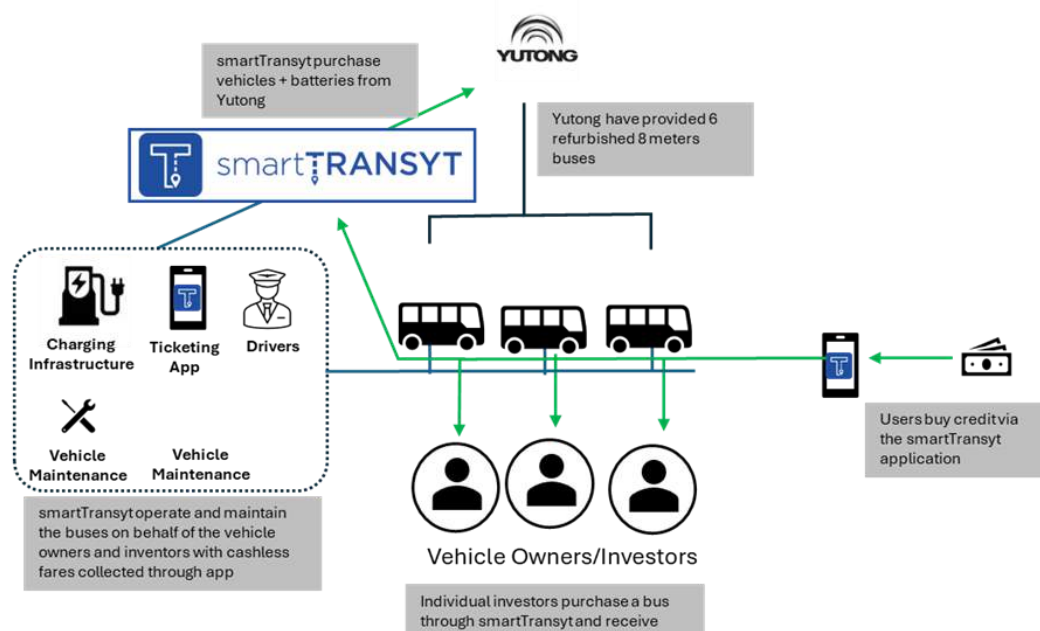 YUTONG
smartTransyt purchase
vehicles + batteries from
Yutong
Yutong have provided 6
refurbished 8 meters
buses
T
smartTRANSYT
Charging
Infrastructure
T
Ticketing
App
Drivers
Vehicle
Maintenance
Vehicle
Maintenance
T
Users buy credit via
the smartTransyt
application
smartTransyt operate and maintain
the buses on behalf of the vehicle
owners and inventors with cashless
fares collected through app
Vehicle Owners/Investors
Individual investors purchase a bus
through smartTransyt and receive